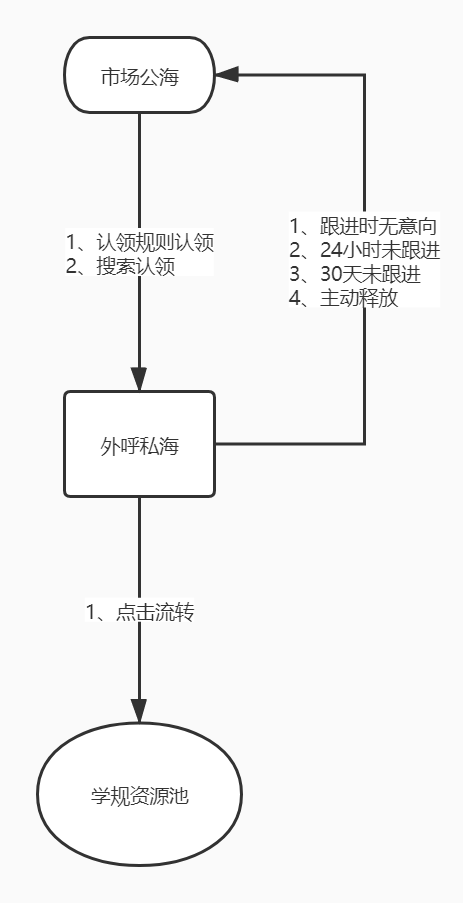 市场公海
1、认领规则认领
2、搜索认领
1、跟进时无意向
2、24小时未跟进
3、30天未跟进
4、主动释放
外呼私海
1、点击流转
学规资源池